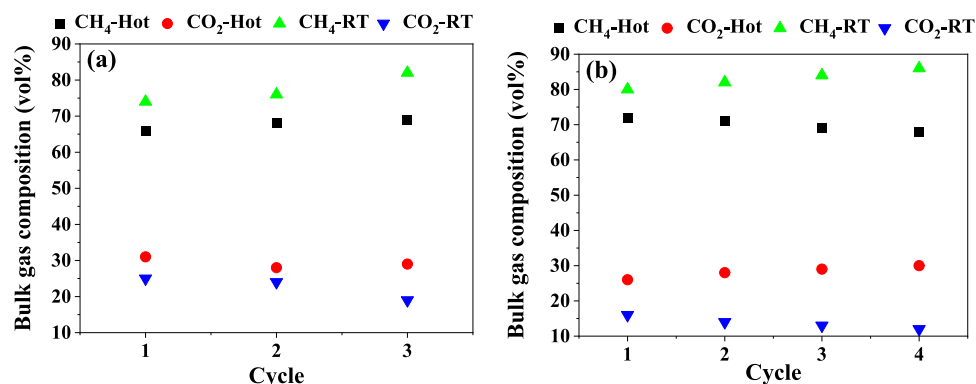 CH₄-Hot CO₂-Hot CH₄-RT CO₂-RT
(a)
Bulk gas composition (vol%)
90
80
70
60
50
40
30
20
10
1 2 3
Cycle
CH₄-Hot CO₂-Hot CH₄-RT CO₂-RT
(b)
Bulk gas composition (vol%)
90
80
70
60
50
40
30
20
10
1 2 3 4
Cycle